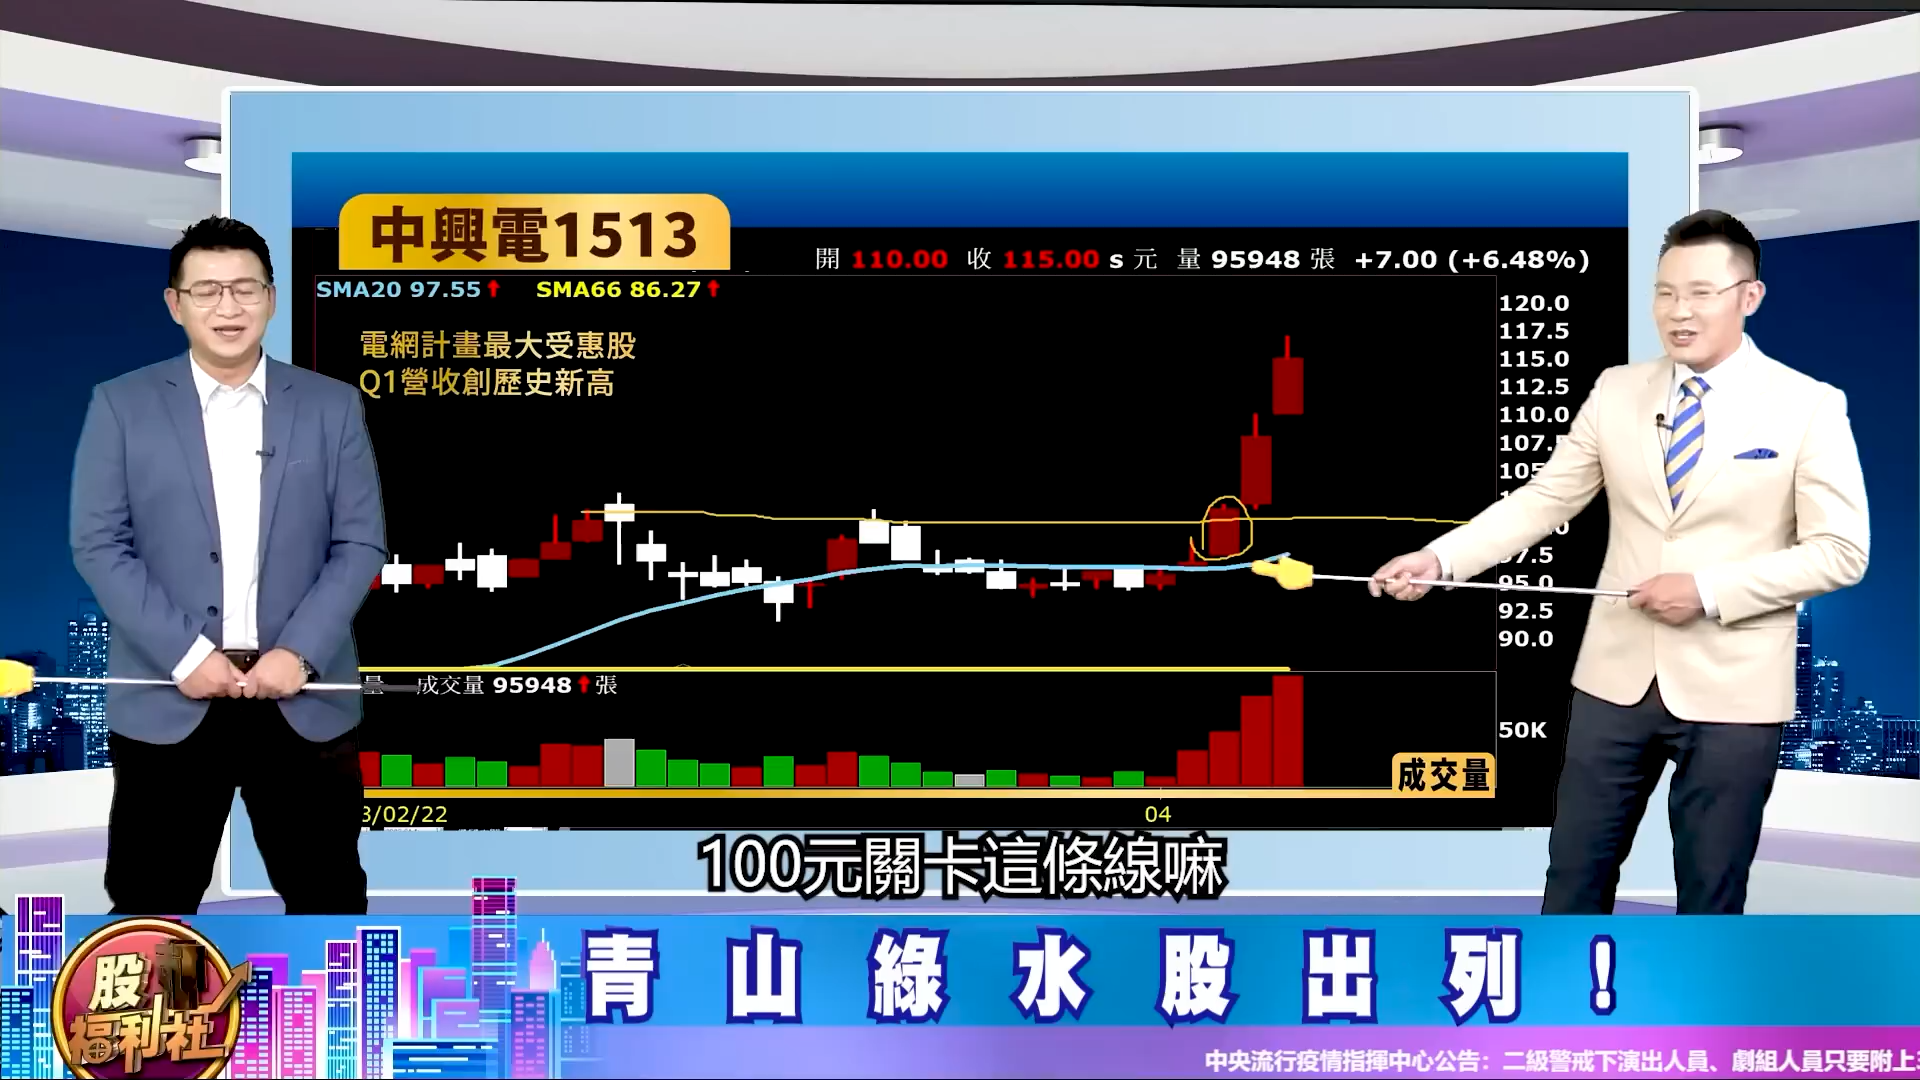 中興電1513
開 110.00 收 115.00 s 元 量 95948 張 +7.00 (+6.48%)
SMA20 97.55↑ SMA66 86.27↑
電網計畫最大受惠股
Q1營收創歷史新高
120.0
117.5
115.0
112.5
110.0
107.
105
95.0
92.5
90.0
量 成交量 95948↑張
50K
成交量
3/02/22
04
100元關卡這條線嘛
青山綠水股出列！
股社
福利社
中央流行疫情指揮中心公告：二級警戒下演出人員、劇組人員只要附上